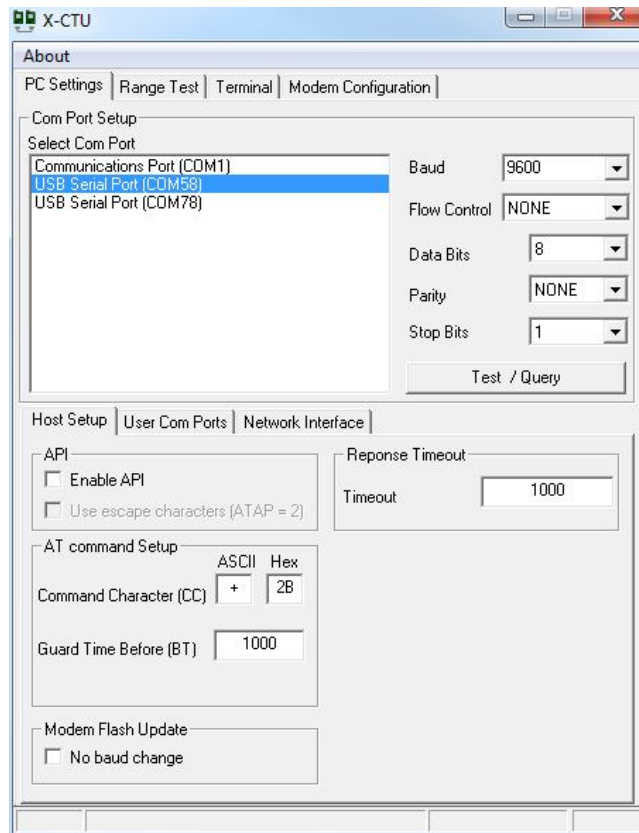 X-CTU
About
PC Settings Range Test Terminal Modem Configuration
Com Port Setup
Select Com Port
Communications Port (COM1)
USB Serial Port (COM58)
USB Serial Port (COM78)
Baud 9600
Flow Control NONE
Data Bits 8
Parity NONE
Stop Bits 1
Test / Query
Host Setup User Com Ports Network Interface
API
Enable API
Use escape characters (ATAP = 2)
Reponse Timeout
Timeout 1000
AT command Setup
ASCII Hex
Command Character (CC) + 2B
Guard Time Before (BT) 1000
Modem Flash Update
No baud change